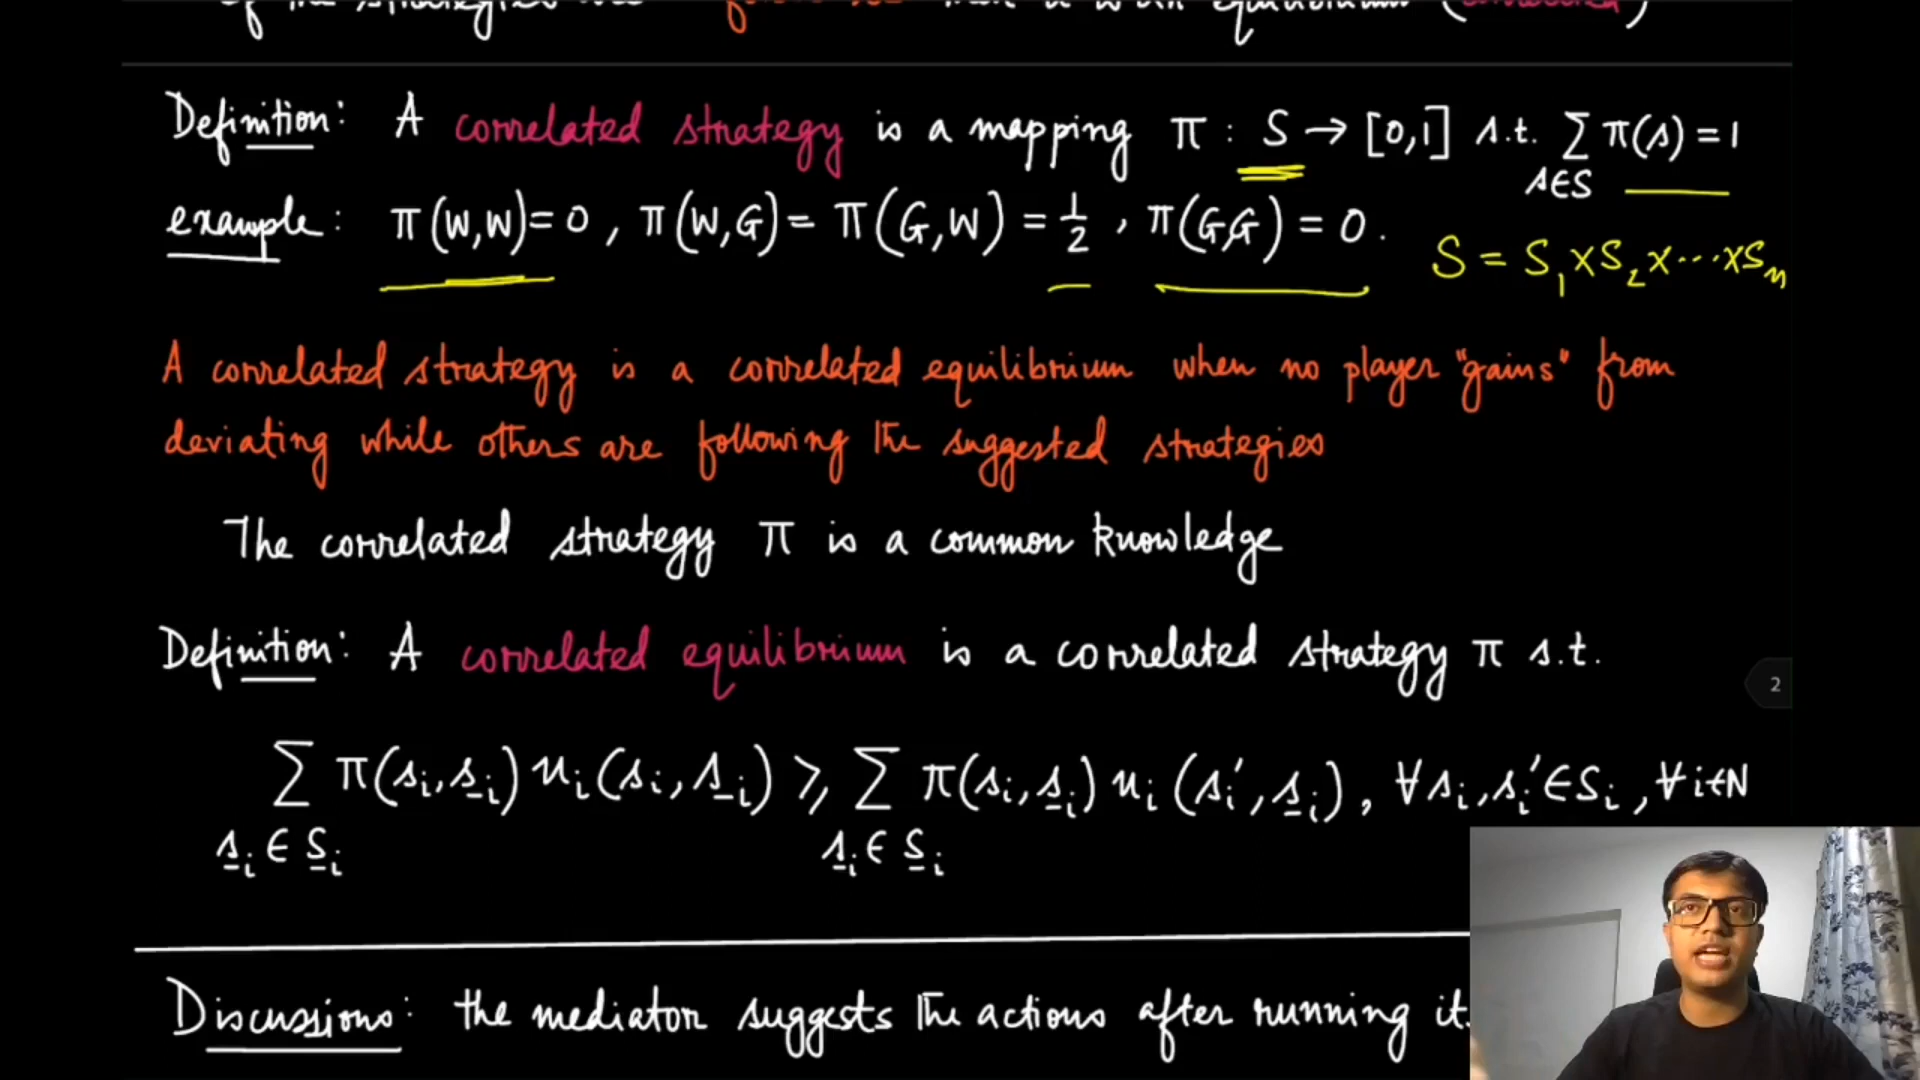 of the strategies
Definition: A correlated strategy is a mapping π : S → [0,1] s.t. ∑ π(s) = 1
s∈S
example: π(W,W)=0, π(W,G) = π(G,W) = 1/2, π(G,G) = 0.
S = S₁×S₂×···×Sₙ
A correlated strategy is a correlated equilibrium when no player "gains" from
deviating while others are following the suggested strategies
The correlated strategy π is a common knowledge
Definition: A correlated equilibrium is a correlated strategy π s.t.
2
∑ π(sᵢ, s̲ᵢ) uᵢ(sᵢ, s̲ᵢ) ⩾ ∑ π(sᵢ, s̲ᵢ) uᵢ(sᵢ', s̲ᵢ), ∀ sᵢ, sᵢ' ∈ Sᵢ, ∀ i∈N
s̲ᵢ ∈ S̲ᵢ s̲ᵢ ∈ S̲ᵢ
Discussions: the mediator suggests the actions after running it